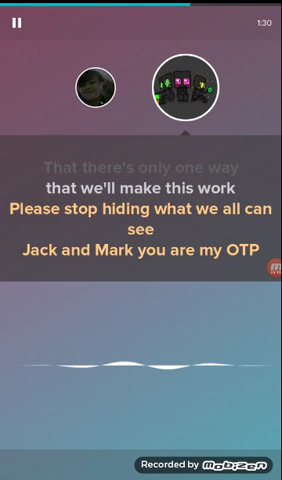 1:30
That there's only one way
that we'll make this work
Please stop hiding what we all can
see
Jack and Mark you are my OTP
Recorded by mobizen